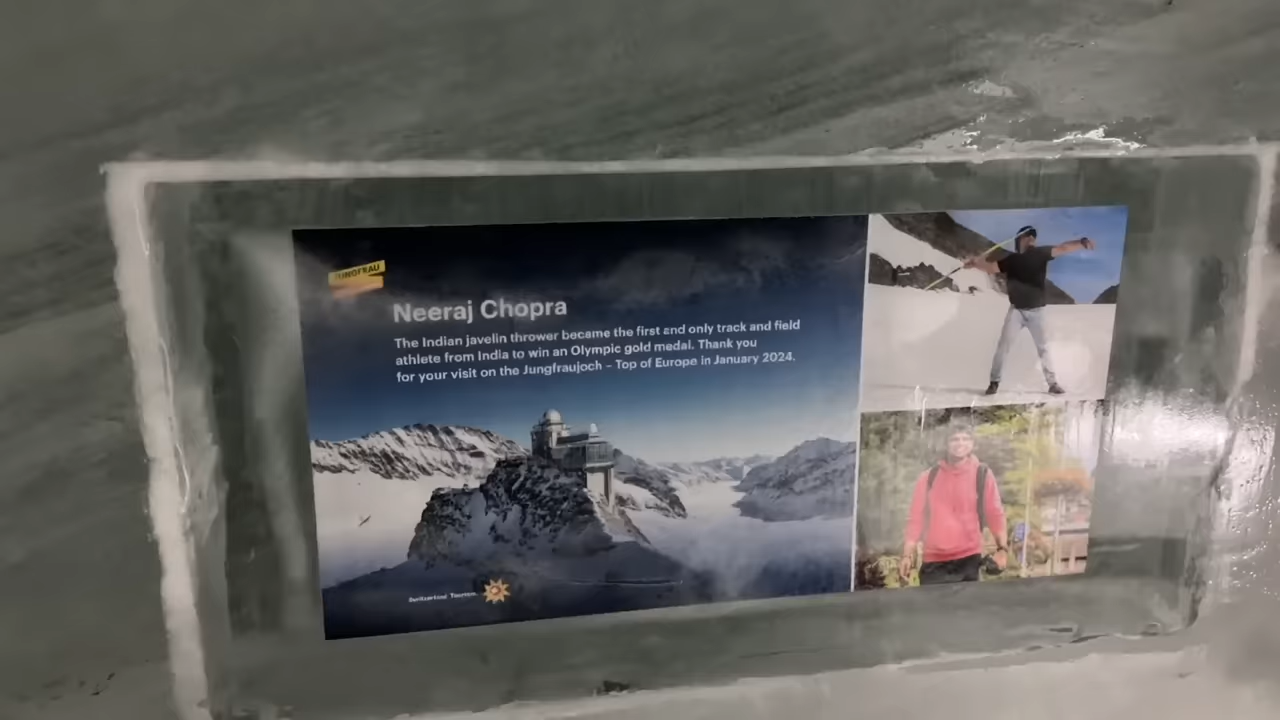 JUNGFRAU
Neeraj Chopra
The Indian javelin thrower became the first and only track and field
athlete from India to win an Olympic gold medal. Thank you
for your visit on the Jungfraujoch – Top of Europe in January 2024.
Switzerland Tourism.